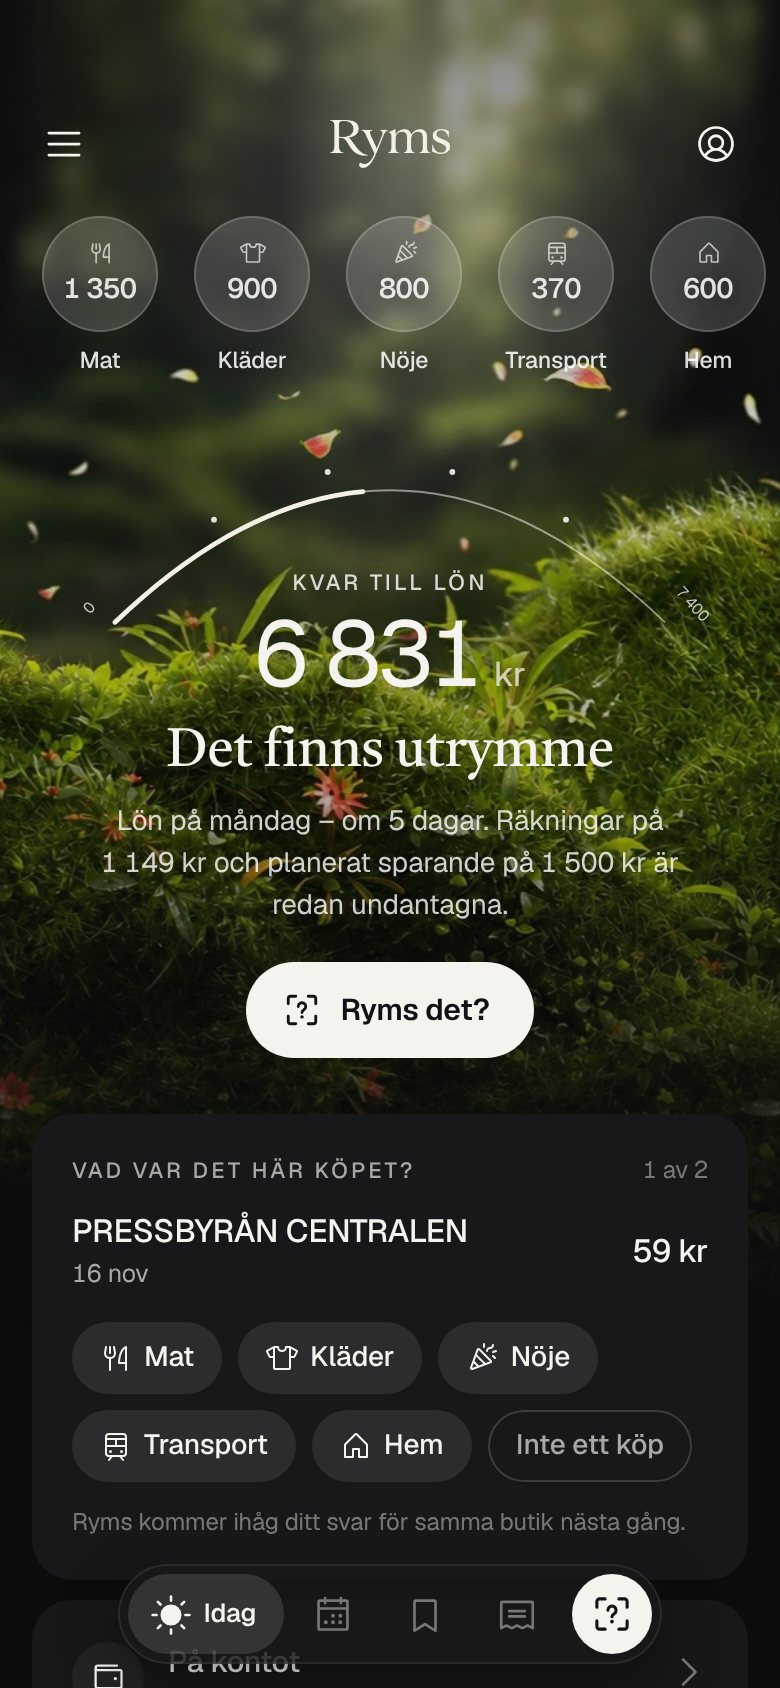 Ryms
1 350
900
800
370
600
Mat
Kläder
Nöje
Transport
Hem
0
7 400
KVAR TILL LÖN
6 831 kr
Det finns utrymme
Lön på måndag – om 5 dagar. Räkningar på
1 149 kr och planerat sparande på 1 500 kr är
redan undantagna.
Ryms det?
VAD VAR DET HÄR KÖPET?
1 av 2
PRESSBYRÅN CENTRALEN
59 kr
16 nov
Mat
Kläder
Nöje
Transport
Hem
Inte ett köp
Ryms kommer ihåg ditt svar för samma butik nästa gång.
Idag
På kontot